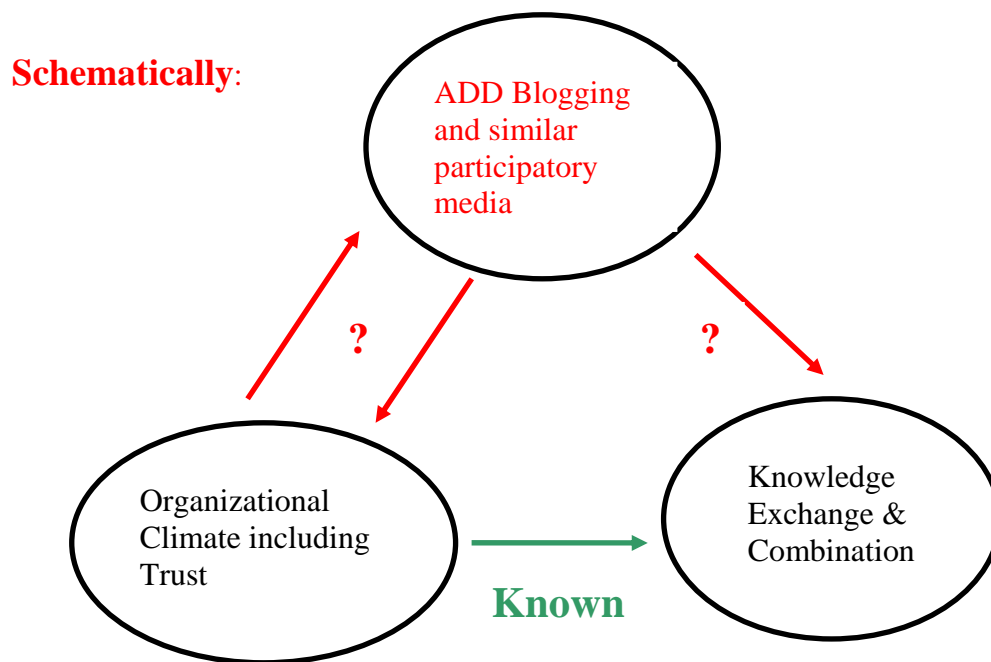 Schematically:
ADD Blogging
and similar
participatory
media
?
?
Organizational
Climate including
Trust
Known
Knowledge
Exchange &
Combination